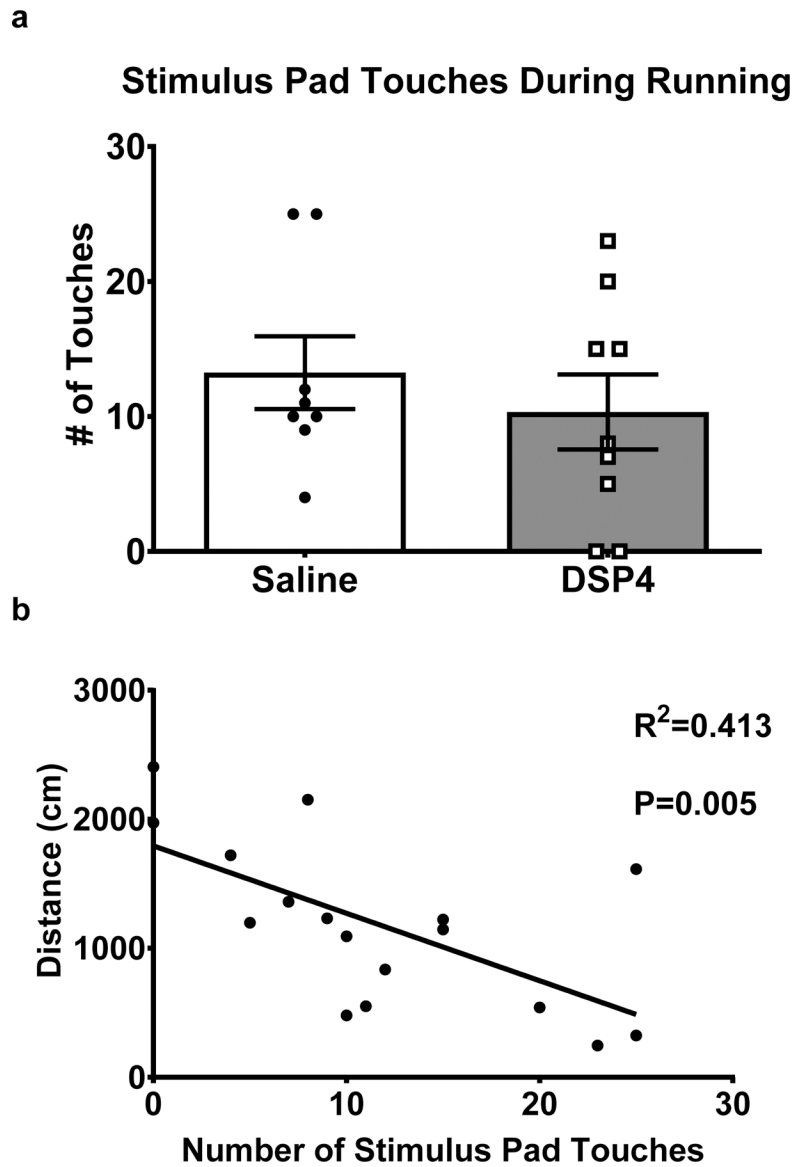 a
Stimulus Pad Touches During Running
30
20
10
0
# of Touches
Saline DSP4
b
3000
2000
1000
0
Distance (cm)
R²=0.413
P=0.005
0 10 20 30
Number of Stimulus Pad Touches